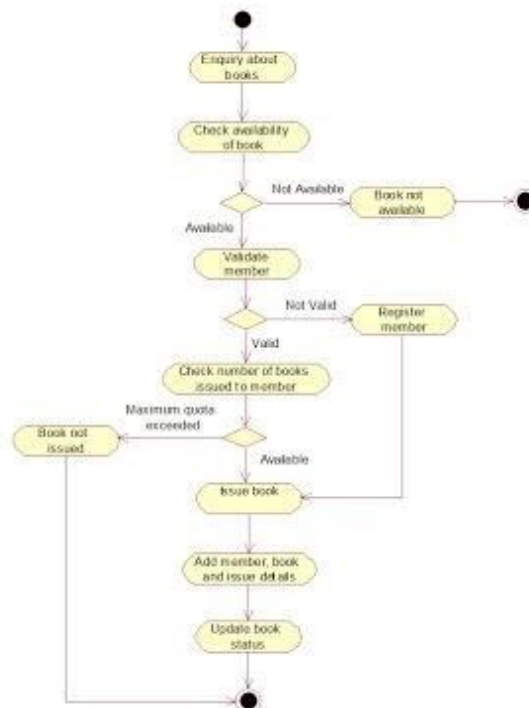 Enquiry about
books
Check availability
of book
Not Available
Book not
available
Available
Validate
member
Not Valid
Register
member
Valid
Check number of books
issued to member
Maximum quota
exceeded
Book not
issued
Available
Issue book
Add member, book
and issue details
Update book
status